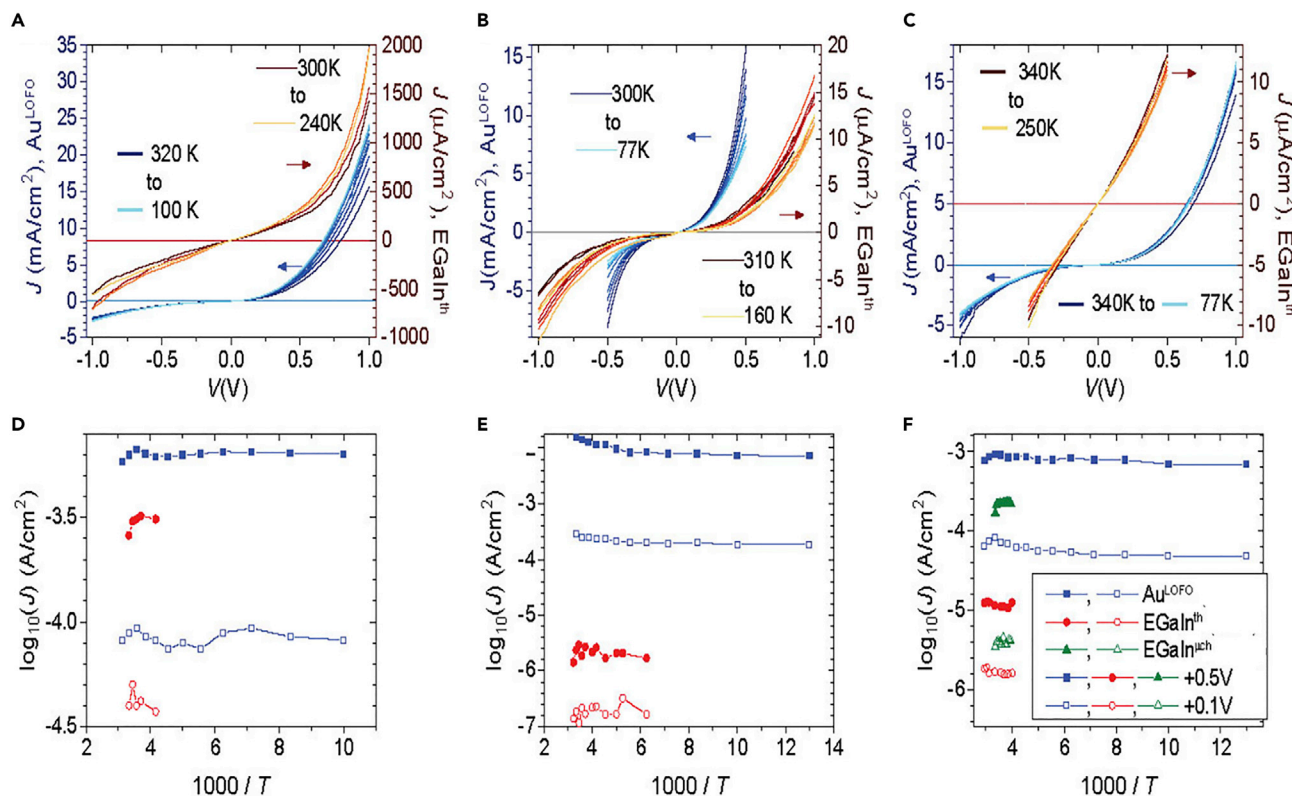 A
B
C
J (mA/cm²), Au^LOFO
35
30
25
20
15
10
5
0
-5
300K
to
240K
320 K
to
100 K
2000
1500
1000
500
0
-500
-1000
J (μA/cm²), EGaIn^th
-1.0 -0.5 0.0 0.5 1.0
V(V)
J(mA/cm²), Au^LOFO
15
10
5
0
-5
300K
to
77K
310 K
to
160 K
20
15
10
5
0
-5
-10
J (μA/cm²), EGaIn^th
-1.0 -0.5 0.0 0.5 1.0
V(V)
J (mA/cm²), Au^LOFO
15
10
5
0
-5
340K
to
250K
340K to 77K
10
5
0
-5
-10
J (μA/cm²), EGaIn^th
-1.0 -0.5 0.0 0.5 1.0
V(V)
D
E
F
log₁₀(J) (A/cm²)
-3.5
-4.0
-4.5
2 4 6 8 10
1000 / T
log₁₀(J) (A/cm²)
-3
-4
-5
-6
-7
2 4 6 8 10 12 14
1000 / T
log₁₀(J) (A/cm²)
-3
-4
-5
-6
4 6 8 10 12
1000 / T
, Au^LOFO
, EGaIn^th
, EGaIn^μch
, , +0.5V
, , +0.1V